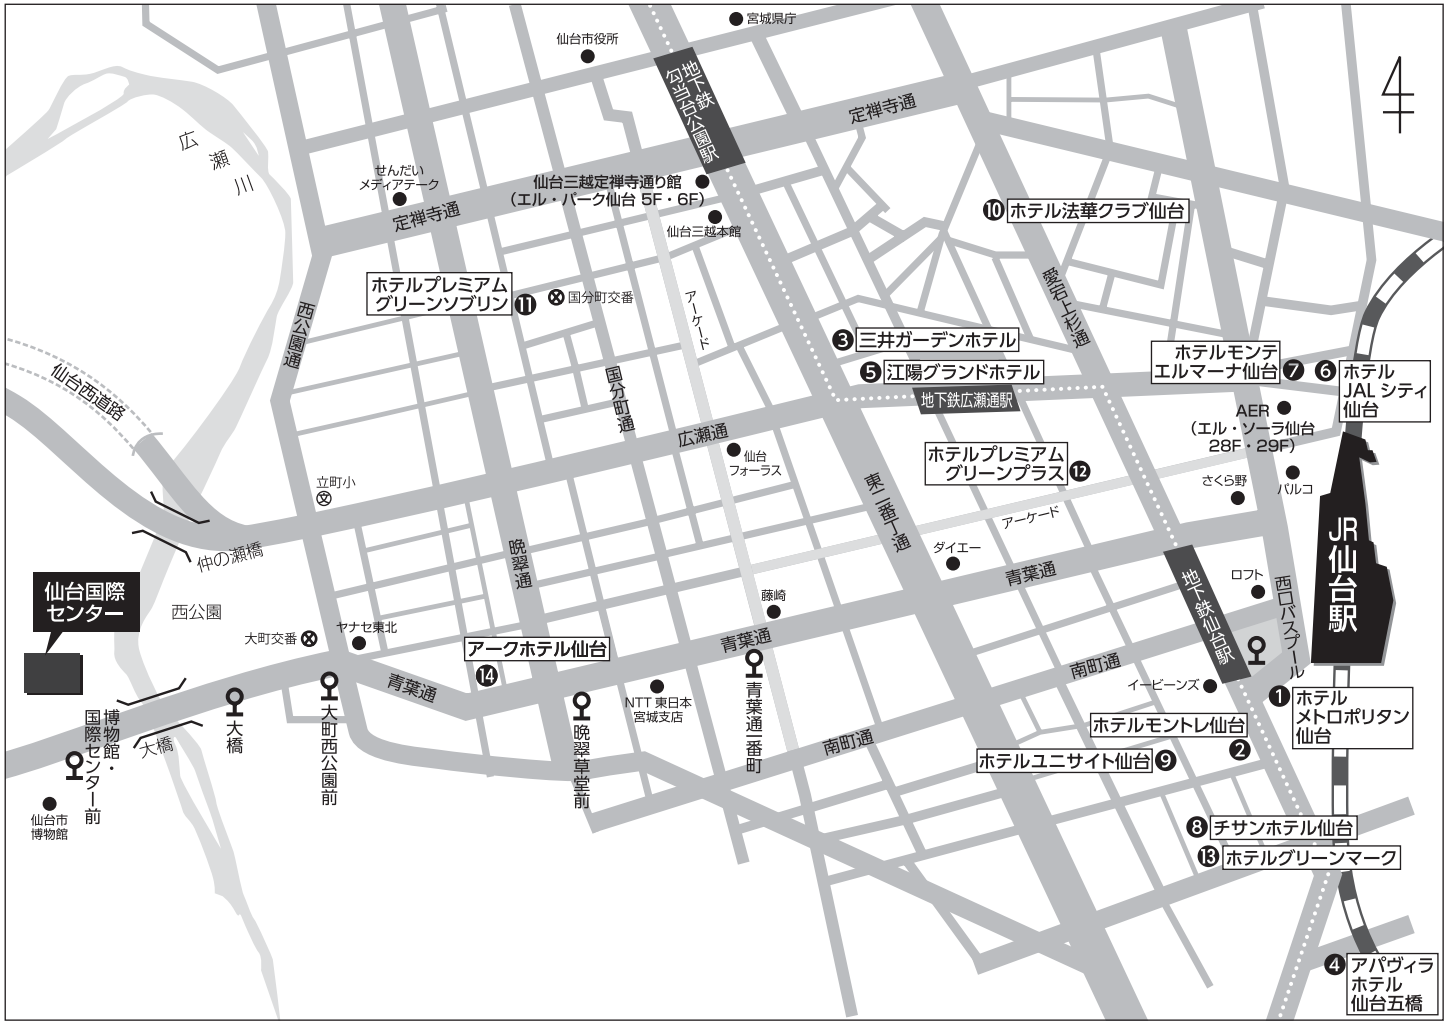 宮城県庁
仙台市役所
地下鉄
勾当台公園駅
定禅寺通
広瀬川
せんだい
メディアテーク
定禅寺通
仙台三越定禅寺通り館
（エル・パーク仙台 5F・6F）
仙台三越本館
⑩ ホテル法華クラブ仙台
愛宕上杉通
ホテルプレミアム
グリーンソブリン ⑪
国分町交番
アーケード
西公園通
③ 三井ガーデンホテル
⑤ 江陽グランドホテル
地下鉄広瀬通駅
ホテルモンテ
エルマーナ仙台 ⑦
⑥ ホテル
JAL シティ
仙台
AER
（エル・ソーラ仙台
28F・29F）
仙台西道路
国分町通
広瀬通
仙台
フォーラス
ホテルプレミアム
グリーンプラス ⑫
さくら野
パルコ
立町小
文
東二番丁通
アーケード
ダイエー
青葉通
JR仙台駅
仲の瀬橋
晩翠通
地下鉄仙台駅
ロフト
西口バスプール
仙台国際
センター
西公園
大町交番
ヤナセ東北
藤崎
青葉通
アークホテル仙台
⑭
青葉通
南町通
イービーンズ
① ホテル
メトロポリタン
仙台
NTT 東日本
宮城支店
青葉通一番町
ホテルモントレ仙台
②
南町通
ホテルユニサイト仙台 ⑨
大橋
大町西公園前
晩翠草堂前
大橋
博物館・
国際センター前
仙台市
博物館
⑧ チサンホテル仙台
⑬ ホテルグリーンマーク
④ アパヴィラ
ホテル
仙台五橋